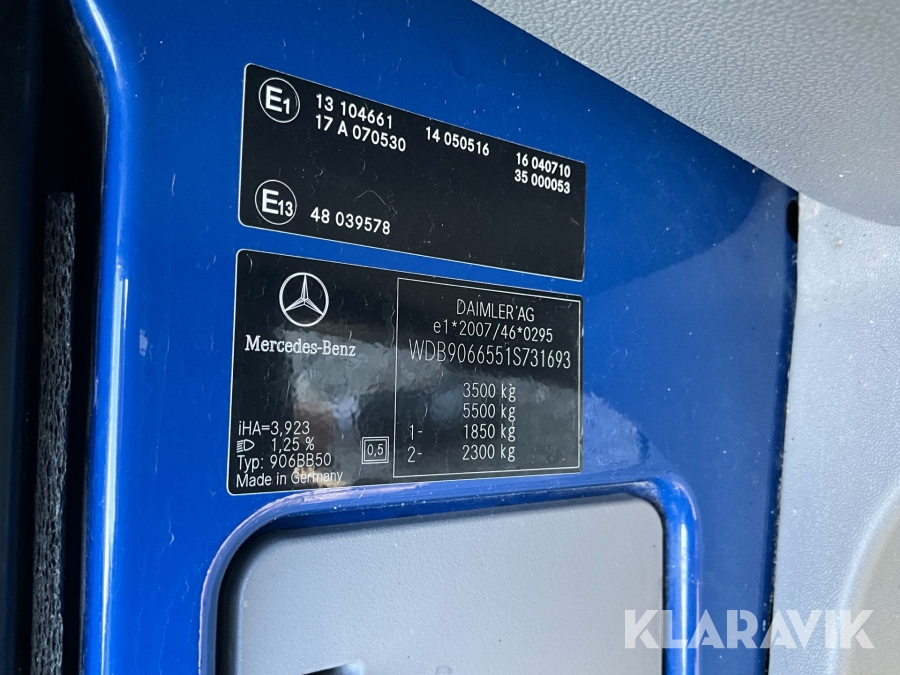 E1 13 104661 14 050516 16 040710
17 A 070530 35 000053
E13 48 039578
Mercedes-Benz
DAIMLER AG
e1*2007/46*0295
WDB9066551S731693
3500 kg
5500 kg
1- 1850 kg
2- 2300 kg
iHA=3,923
1,25 %
Typ: 906BB50
0,5
Made in Germany
KLARAVIK